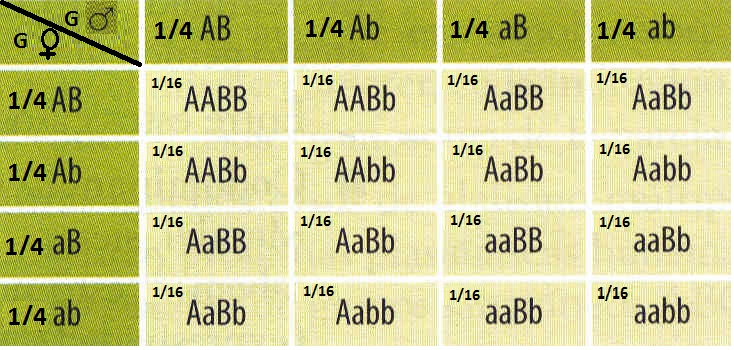 G ♂ 1/4 AB 1/4 Ab 1/4 aB 1/4 ab
G ♀
1/4 AB 1/16 AABB 1/16 AABb 1/16 AaBB 1/16 AaBb
1/4 Ab 1/16 AABb 1/16 AAbb 1/16 AaBb 1/16 Aabb
1/4 aB 1/16 AaBB 1/16 AaBb 1/16 aaBB 1/16 aaBb
1/4 ab 1/16 AaBb 1/16 Aabb 1/16 aaBb 1/16 aabb